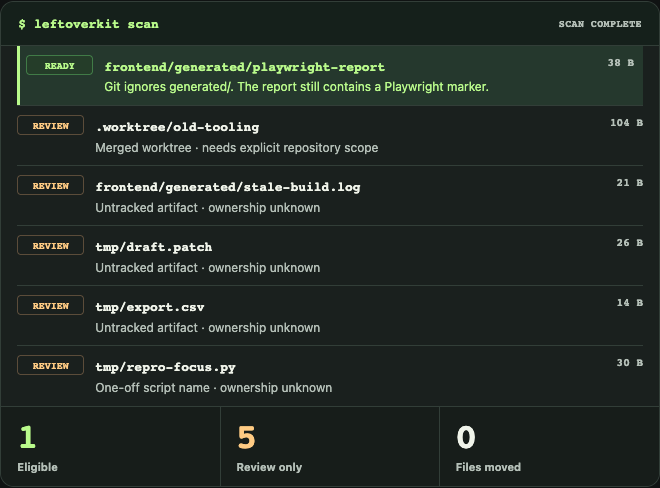 $ leftoverkit scan
SCAN COMPLETE
READY
frontend/generated/playwright-report
38 B
Git ignores generated/. The report still contains a Playwright marker.
REVIEW
.worktree/old-tooling
104 B
Merged worktree · needs explicit repository scope
REVIEW
frontend/generated/stale-build.log
21 B
Untracked artifact · ownership unknown
REVIEW
tmp/draft.patch
26 B
Untracked artifact · ownership unknown
REVIEW
tmp/export.csv
14 B
Untracked artifact · ownership unknown
REVIEW
tmp/repro-focus.py
30 B
One-off script name · ownership unknown
1
Eligible
5
Review only
0
Files moved